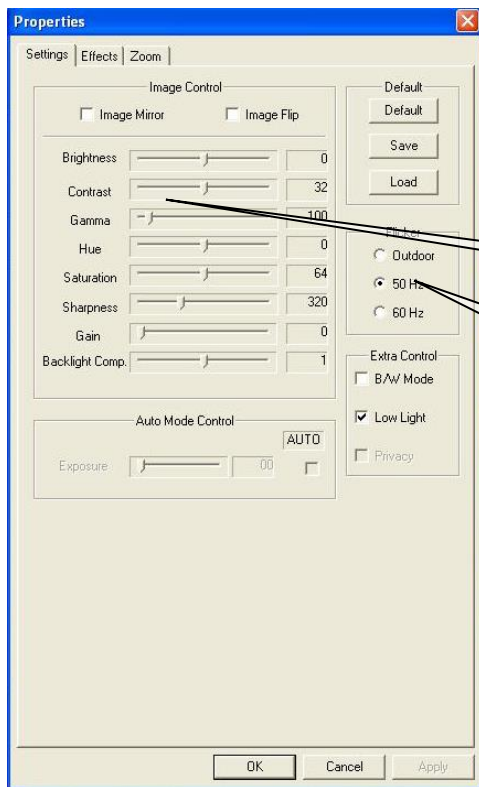 Properties
Settings Effects Zoom
Image Control
Image Mirror Image Flip
Brightness 0
Contrast 32
Gamma 100
Hue 0
Saturation 64
Sharpness 320
Gain 0
Backlight Comp. 1
Auto Mode Control
AUTO
Exposure 00
Default
Default
Save
Load
Flicker
Outdoor
50 Hz
60 Hz
Extra Control
B/W Mode
Low Light
Privacy
OK Cancel Apply